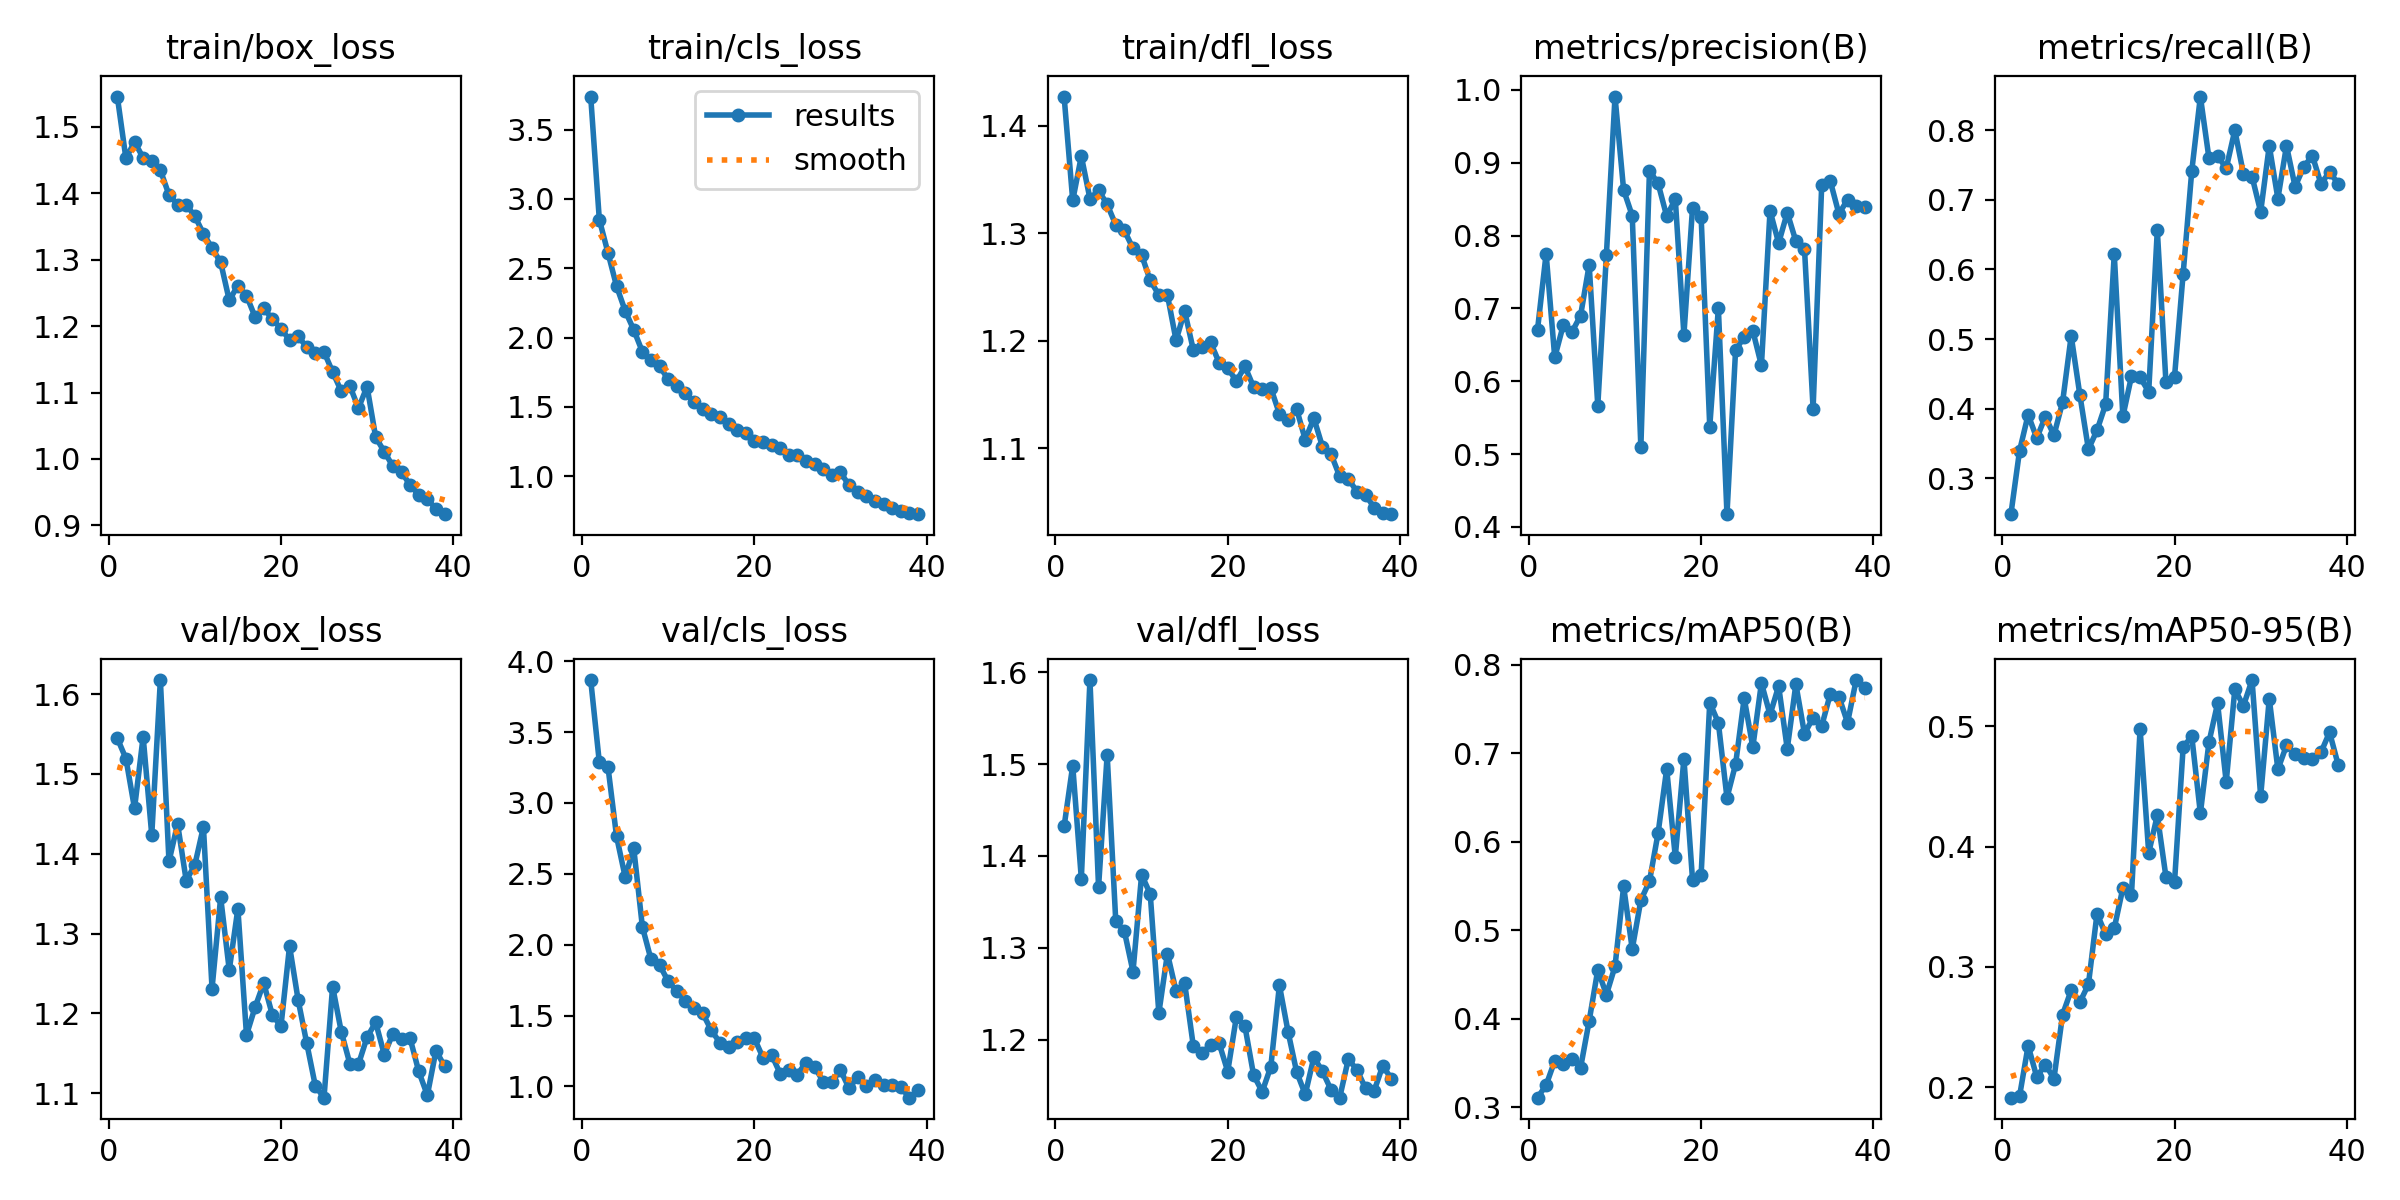 train/box_loss
1.5
1.4
1.3
1.2
1.1
1.0
0.9
0 20 40
train/cls_loss
results
smooth
3.5
3.0
2.5
2.0
1.5
1.0
0 20 40
train/dfl_loss
1.4
1.3
1.2
1.1
0 20 40
metrics/precision(B)
1.0
0.9
0.8
0.7
0.6
0.5
0.4
0 20 40
metrics/recall(B)
0.8
0.7
0.6
0.5
0.4
0.3
0 20 40
val/box_loss
1.6
1.5
1.4
1.3
1.2
1.1
0 20 40
val/cls_loss
4.0
3.5
3.0
2.5
2.0
1.5
1.0
0 20 40
val/dfl_loss
1.6
1.5
1.4
1.3
1.2
0 20 40
metrics/mAP50(B)
0.8
0.7
0.6
0.5
0.4
0.3
0 20 40
metrics/mAP50-95(B)
0.5
0.4
0.3
0.2
0 20 40